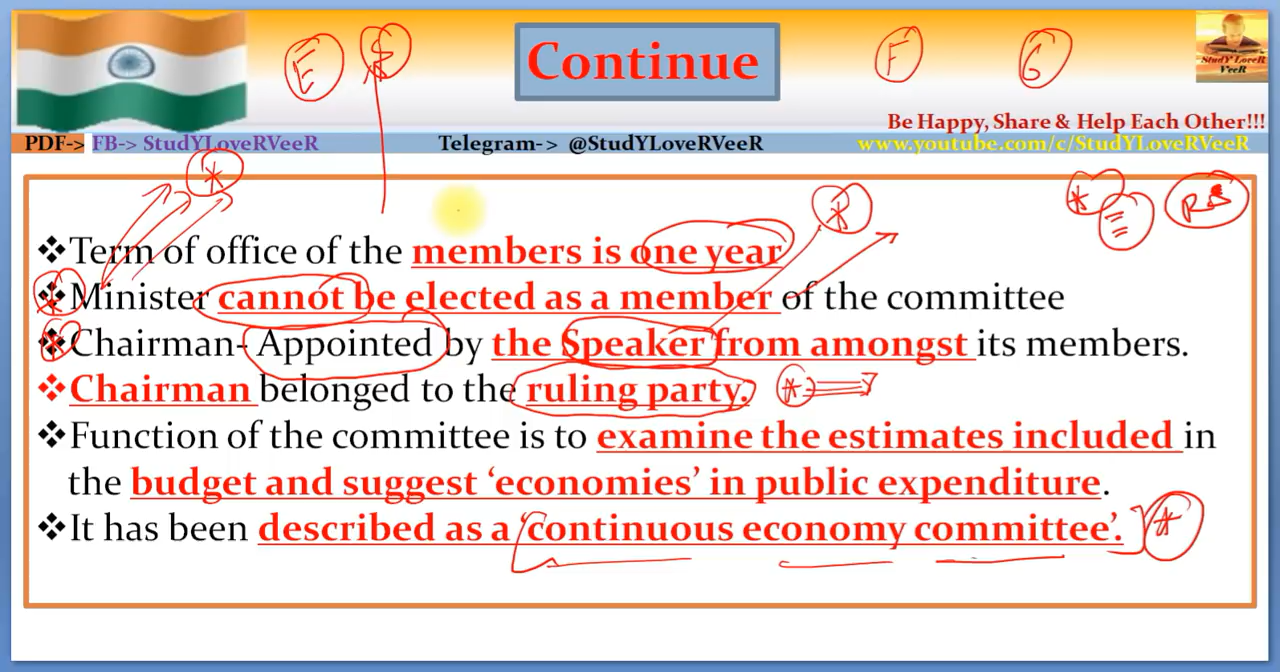 E
F
G
Continue
StudY LoveR
VeeR
Be Happy, Share & Help Each Other!!!
PDF-> FB-> StudYLoveRVeeR Telegram-> @StudYLoveRVeeR www.youtube.com/c/StudYLoveRVeeR
❖Term of office of the members is one year
❖Minister cannot be elected as a member of the committee
❖Chairman- Appointed by the Speaker from amongst its members.
❖Chairman belonged to the ruling party.
❖Function of the committee is to examine the estimates included in
the budget and suggest ‘economies’ in public expenditure.
❖It has been described as a ‘continuous economy committee’.